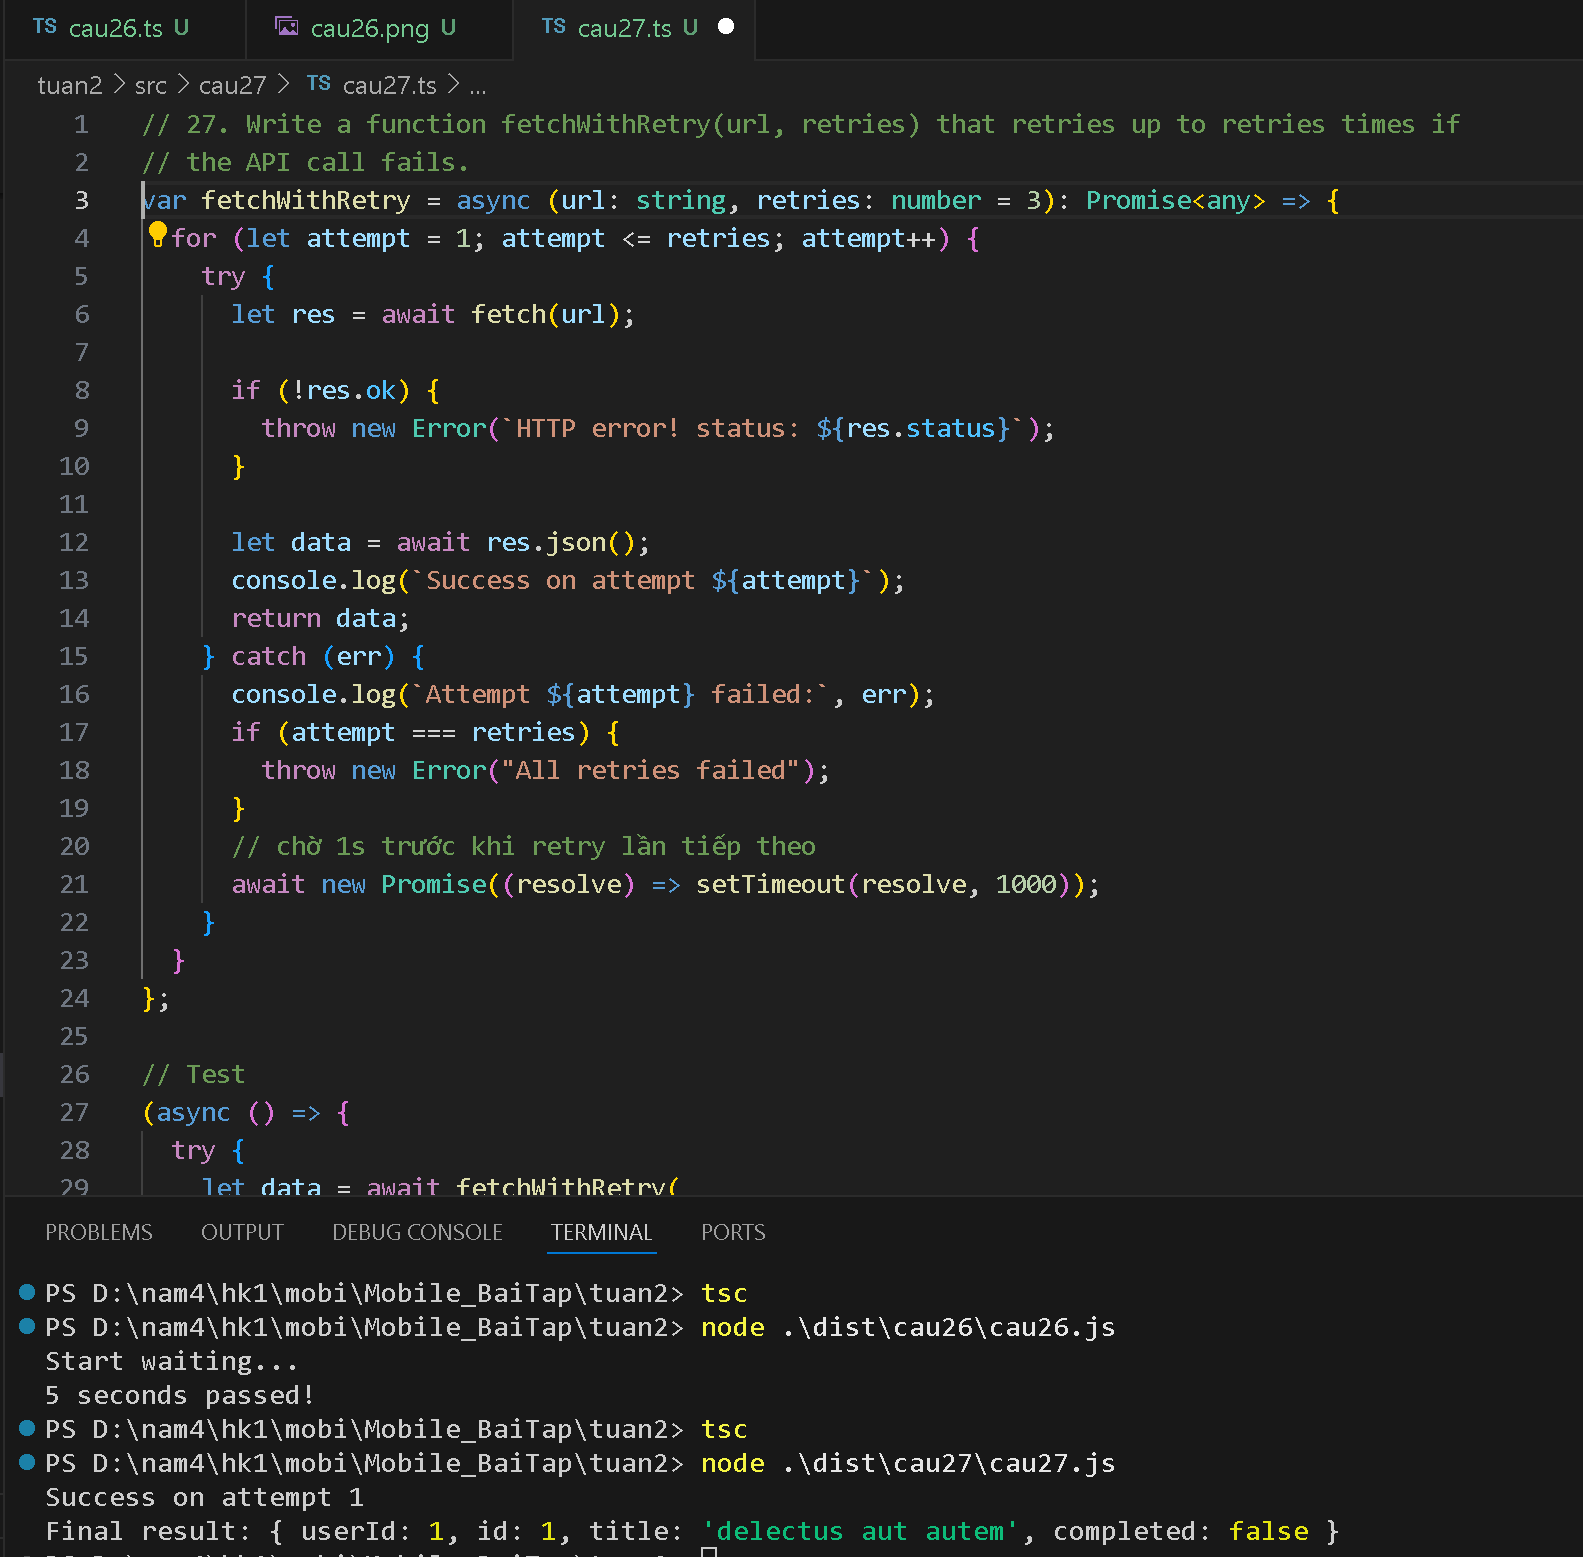 TS cau26.ts U cau26.png U TS cau27.ts U
tuan2 > src > cau27 > TS cau27.ts > ...
1 // 27. Write a function fetchWithRetry(url, retries) that retries up to retries times if
2 // the API call fails.
3 var fetchWithRetry = async (url: string, retries: number = 3): Promise<any> => {
4 for (let attempt = 1; attempt <= retries; attempt++) {
5 try {
6 let res = await fetch(url);
7
8 if (!res.ok) {
9 throw new Error(`HTTP error! status: ${res.status}`);
10 }
11
12 let data = await res.json();
13 console.log(`Success on attempt ${attempt}`);
14 return data;
15 } catch (err) {
16 console.log(`Attempt ${attempt} failed:`, err);
17 if (attempt === retries) {
18 throw new Error("All retries failed");
19 }
20 // chờ 1s trước khi retry lần tiếp theo
21 await new Promise((resolve) => setTimeout(resolve, 1000));
22 }
23 }
24 };
25
26 // Test
27 (async () => {
28 try {
29 let data = await fetchWithRetry(
PROBLEMS OUTPUT DEBUG CONSOLE TERMINAL PORTS
PS D:\nam4\hk1\mobi\Mobile_BaiTap\tuan2> tsc
PS D:\nam4\hk1\mobi\Mobile_BaiTap\tuan2> node .\dist\cau26\cau26.js
Start waiting...
5 seconds passed!
PS D:\nam4\hk1\mobi\Mobile_BaiTap\tuan2> tsc
PS D:\nam4\hk1\mobi\Mobile_BaiTap\tuan2> node .\dist\cau27\cau27.js
Success on attempt 1
Final result: { userId: 1, id: 1, title: 'delectus aut autem', completed: false }